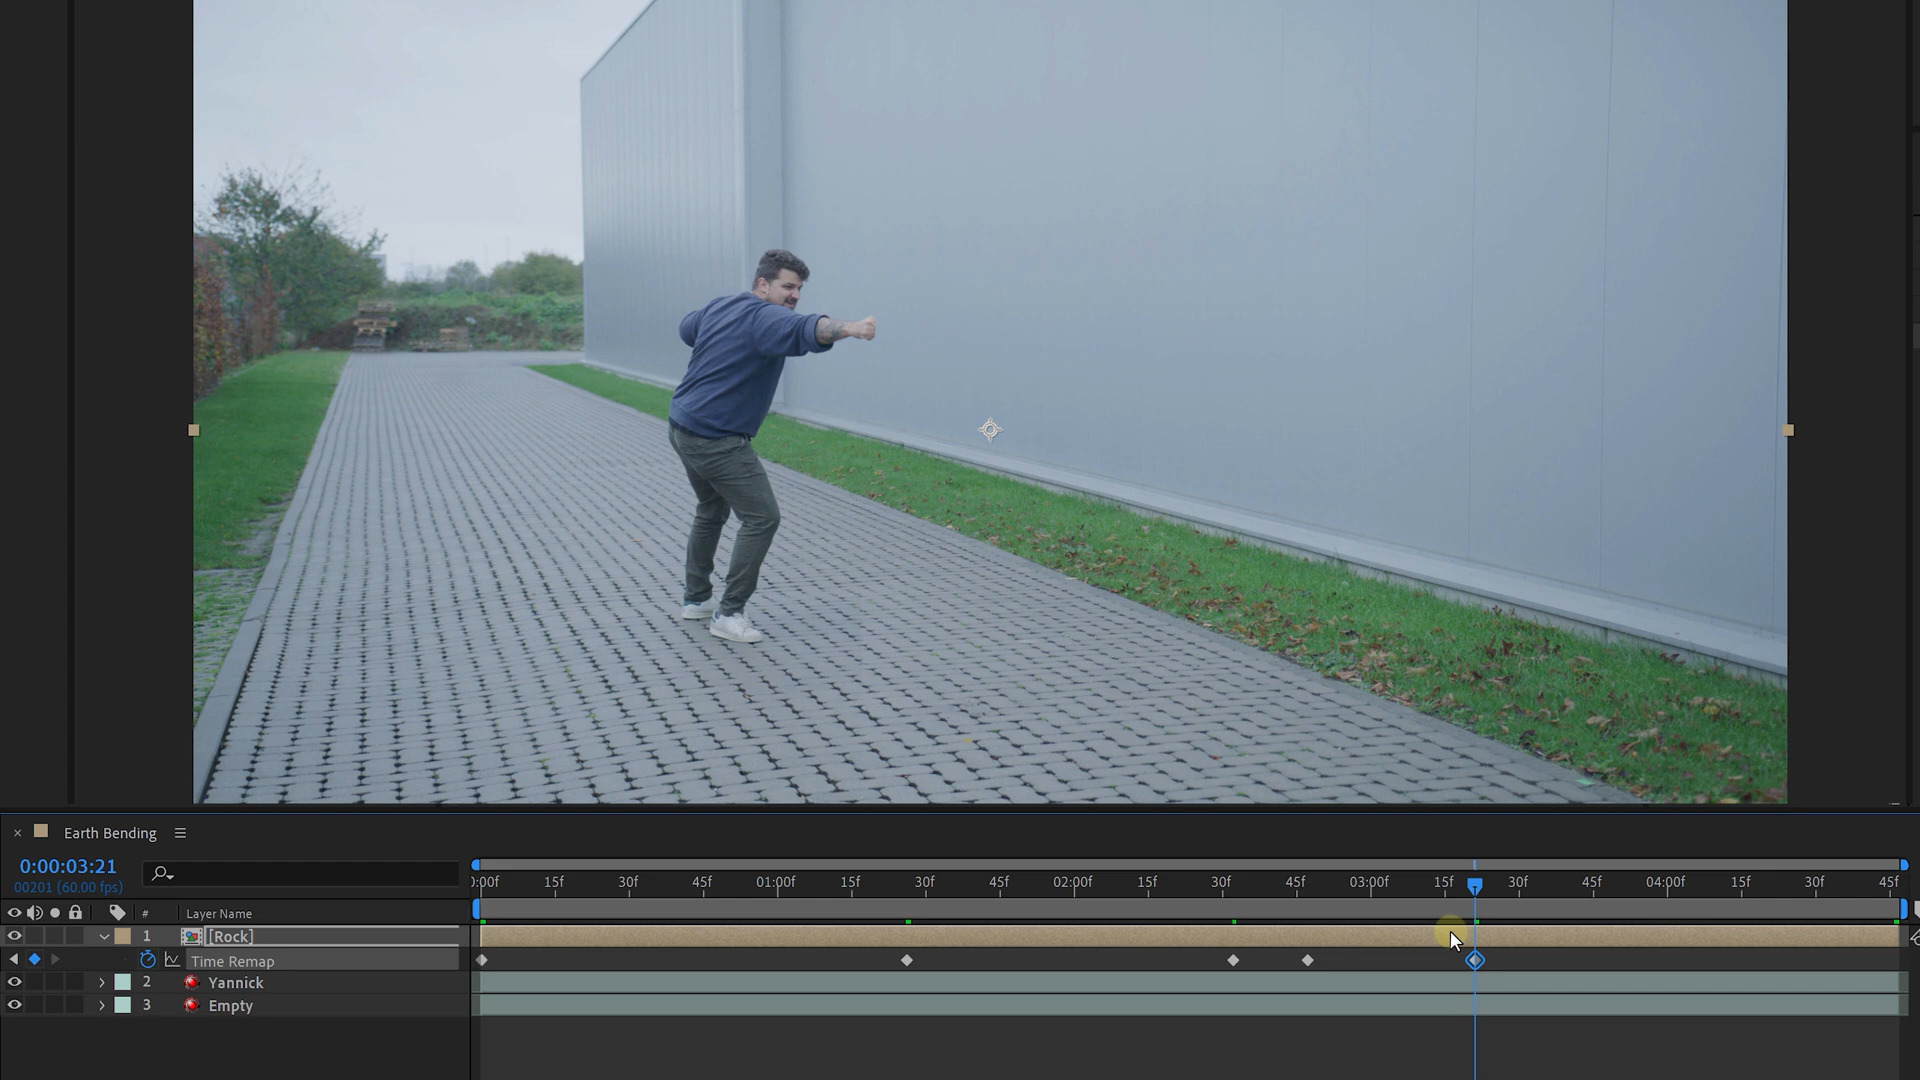 × Earth Bending
0:00:03:21
00201 (60.00 fps)
0:00f 15f 30f 45f 01:00f 15f 30f 45f 02:00f 15f 30f 45f 03:00f 15f 30f 45f 04:00f 15f 30f 45f
# Layer Name
1 [Rock]
Time Remap
2 Yannick
3 Empty